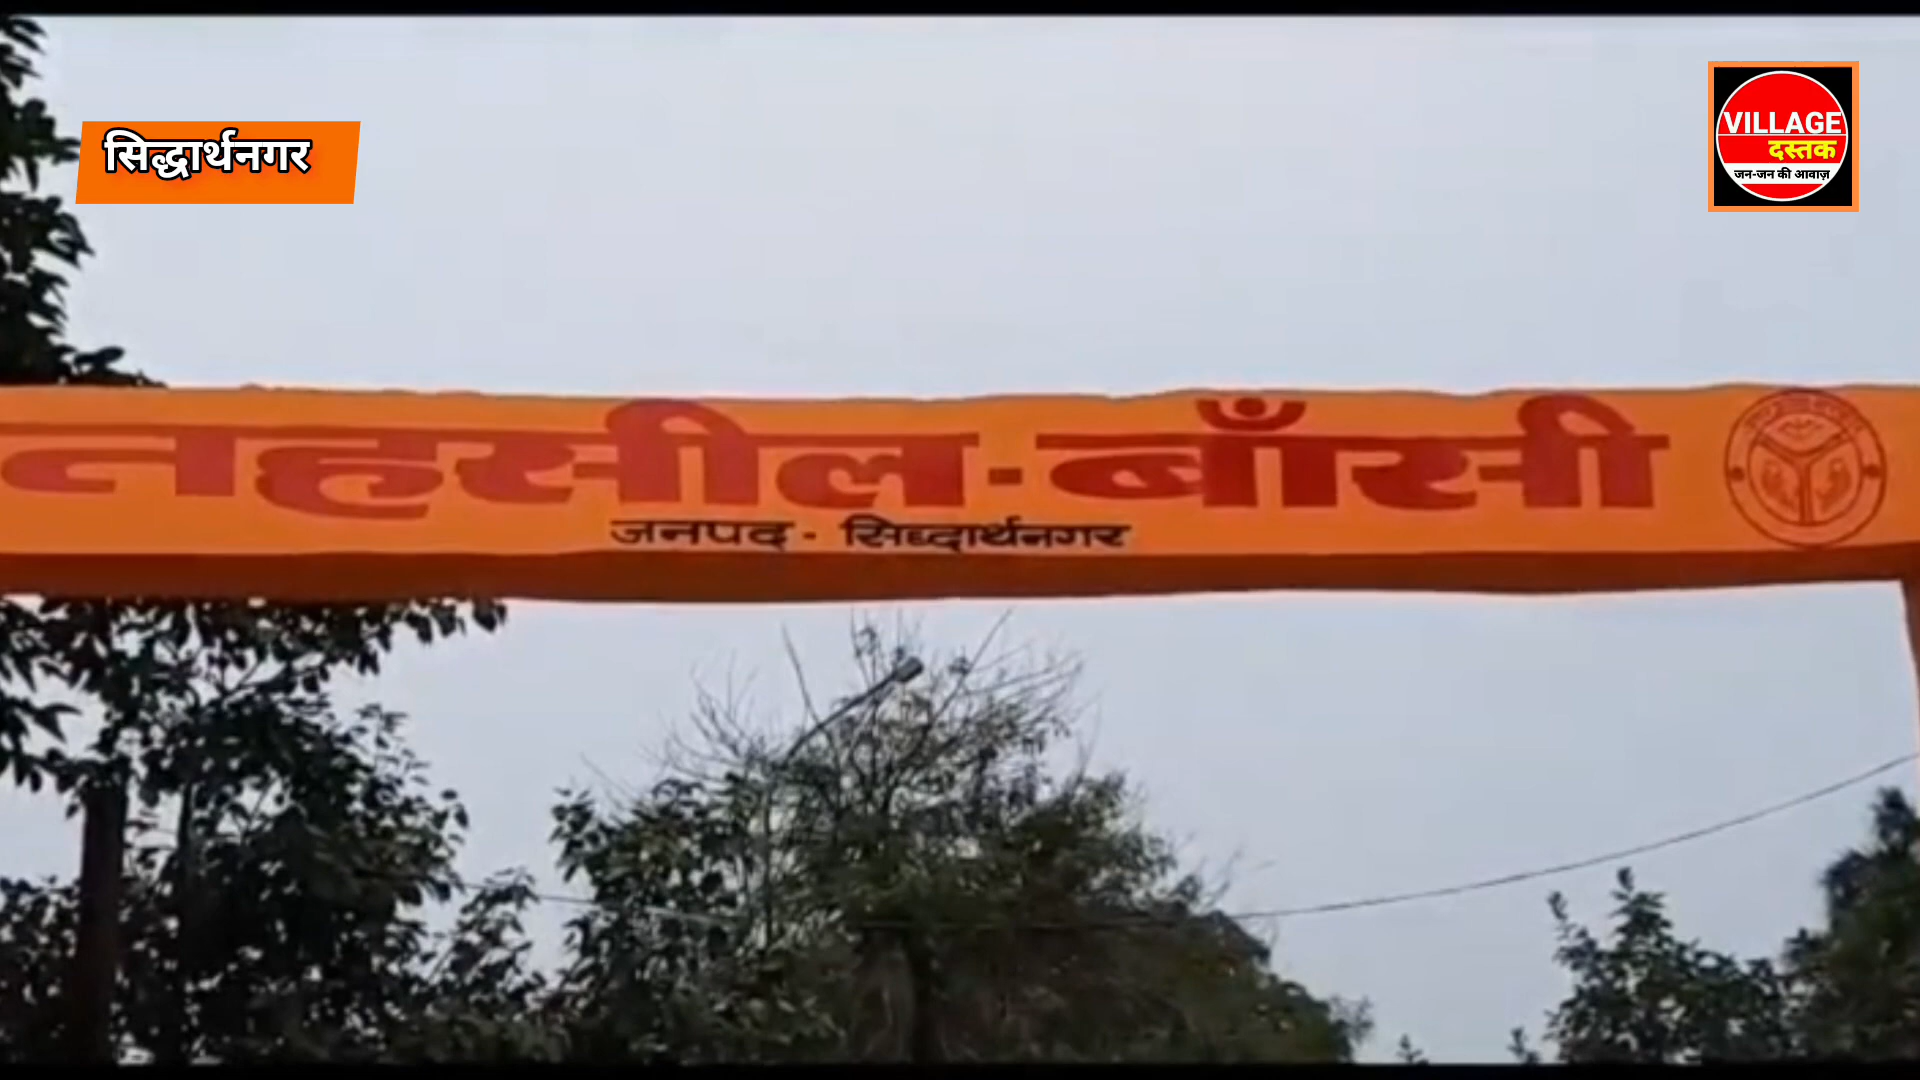 सिद्धार्थनगर
VILLAGE
दस्तक
जन-जन की आवाज़
तहसील - बाँसी
जनपद - सिद्धार्थनगर